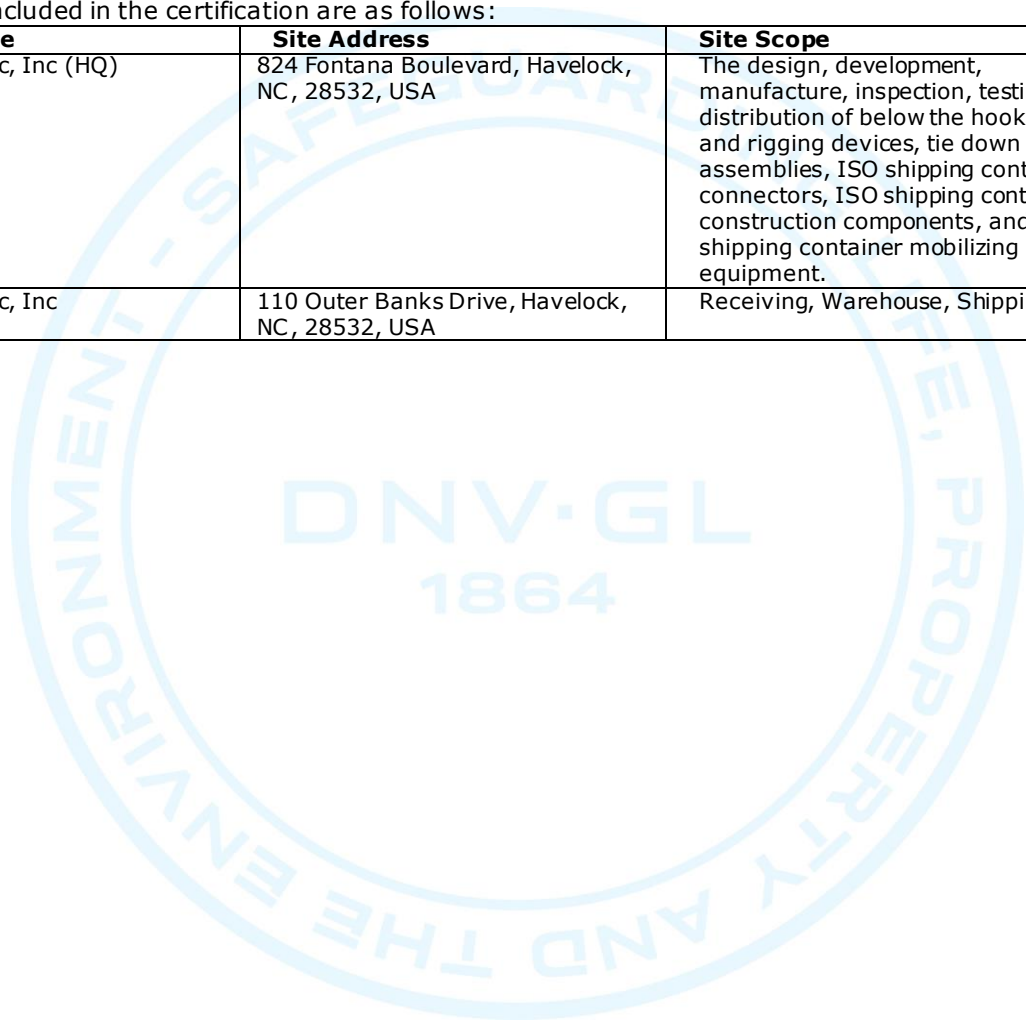 ncluded in the certification are as follows:
e Site Address Site Scope
c, Inc (HQ) 824 Fontana Boulevard, Havelock, The design, development,
NC, 28532, USA manufacture, inspection, testi
distribution of below the hook
and rigging devices, tie down
assemblies, ISO shipping cont
connectors, ISO shipping cont
construction components, and
shipping container mobilizing
equipment.
c, Inc 110 Outer Banks Drive, Havelock, Receiving, Warehouse, Shippi
NC, 28532, USA
SAFEGUARDING LIFE, PROPERTY AND THE ENVIRONMENT -
DNV·GL
1864